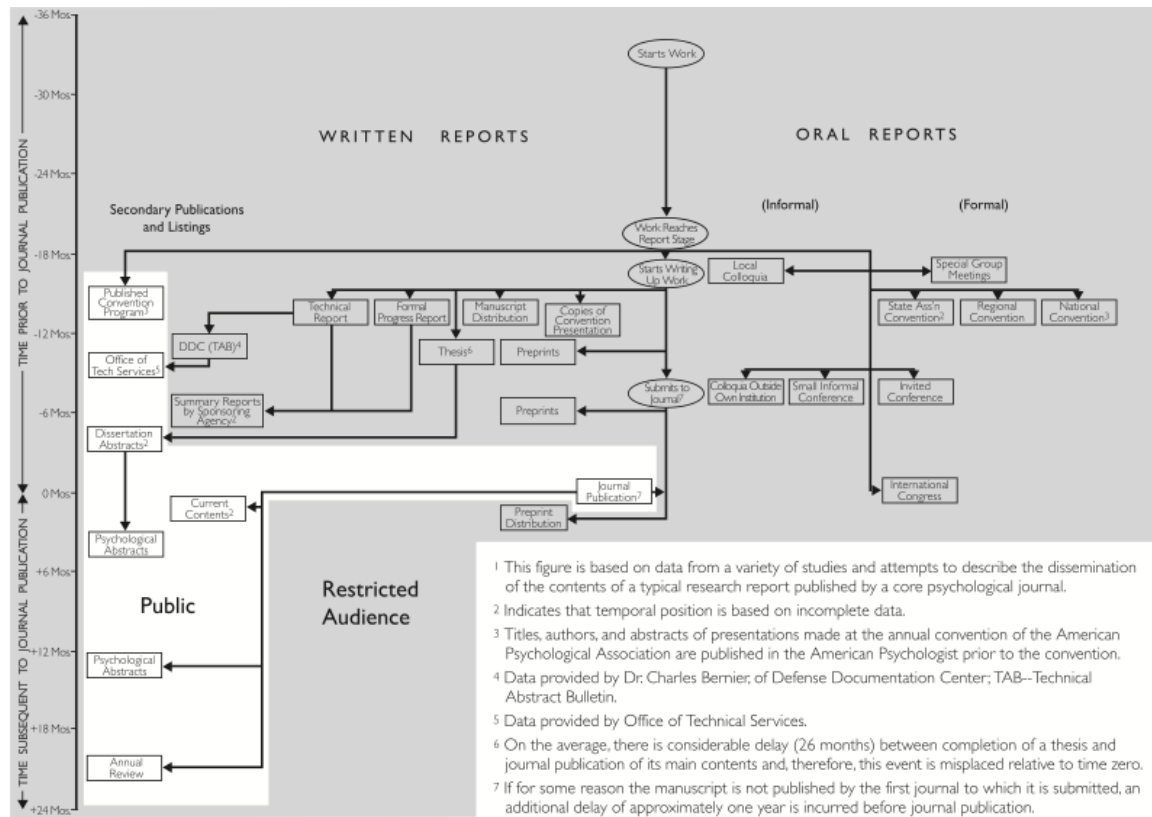 -36 Mos.
-30 Mos.
-24 Mos.
-18 Mos.
-12 Mos.
-6 Mos.
0 Mos.
+6 Mos.
+12 Mos.
+18 Mos.
+24 Mos.
TIME PRIOR TO JOURNAL PUBLICATION
TIME SUBSEQUENT TO JOURNAL PUBLICATION
Starts Work
WRITTEN REPORTS
ORAL REPORTS
Secondary Publications
and Listings
(Informal)
(Formal)
Work Reaches
Report Stage
Starts Writing
Up Work
Local
Colloquia
Special Group
Meetings
Published
Convention
Program3
Technical
Report
Formal
Progress Report
Manuscript
Distribution
Copies of
Convention
Presentation
State Ass'n
Convention2
Regional
Convention
National
Convention3
DDC (TAB)4
Office of
Tech Services5
Thesis6
Preprints
Submits to
Journal7
Colloquia Outside
Own Institution
Small Informal
Conference
Invited
Conference
Summary Reports
by Sponsoring
Agency2
Preprints
Dissertation
Abstracts2
Current
Contents2
Journal
Publication7
International
Congress
Preprint
Distribution
Psychological
Abstracts
Public
Restricted
Audience
Psychological
Abstracts
Annual
Review
1 This figure is based on data from a variety of studies and attempts to describe the dissemination
of the contents of a typical research report published by a core psychological journal.
2 Indicates that temporal position is based on incomplete data.
3 Titles, authors, and abstracts of presentations made at the annual convention of the American
Psychological Association are published in the American Psychologist prior to the convention.
4 Data provided by Dr. Charles Bernier, of Defense Documentation Center; TAB--Technical
Abstract Bulletin.
5 Data provided by Office of Technical Services.
6 On the average, there is considerable delay (26 months) between completion of a thesis and
journal publication of its main contents and, therefore, this event is misplaced relative to time zero.
7 If for some reason the manuscript is not published by the first journal to which it is submitted, an
additional delay of approximately one year is incurred before journal publication.